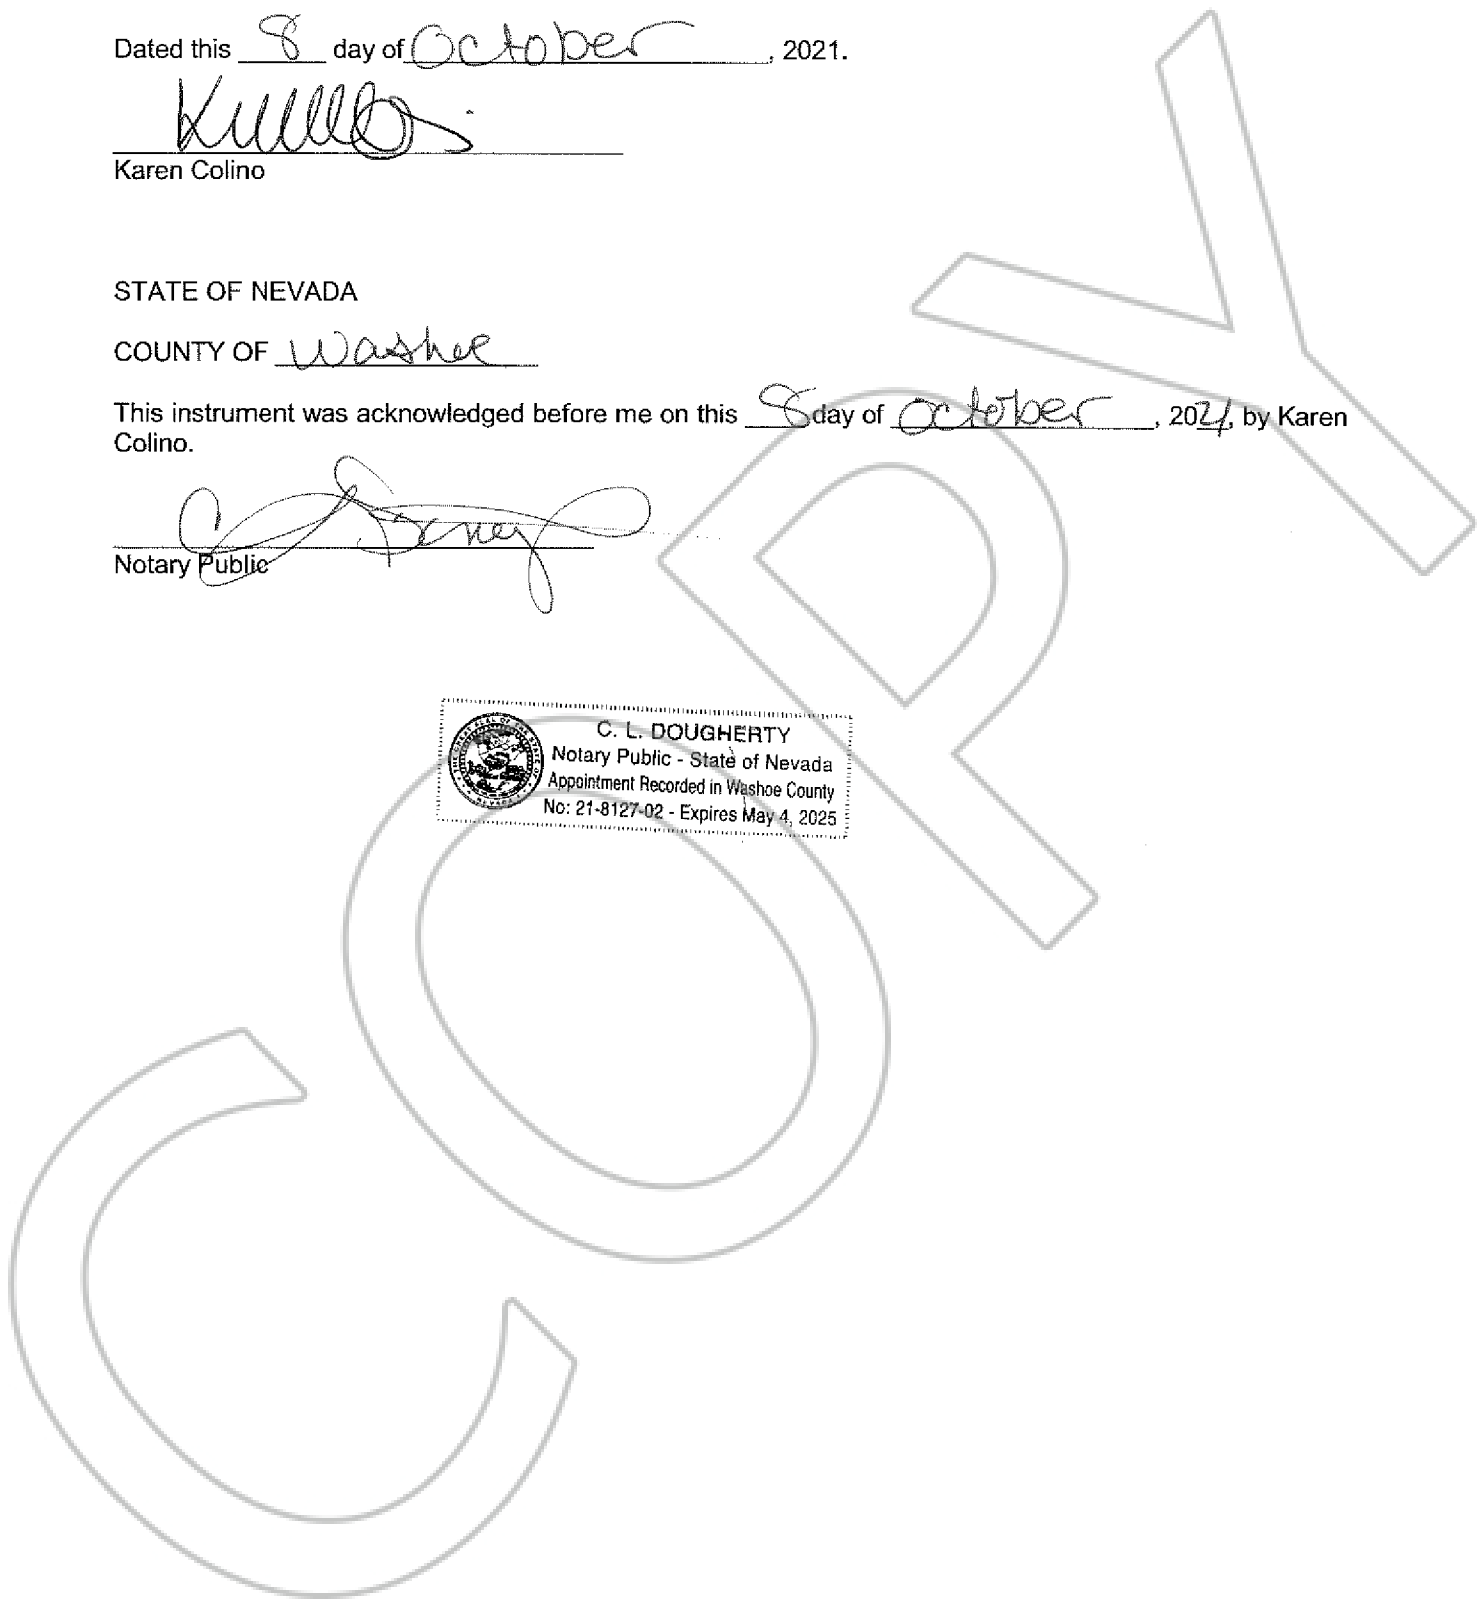 Dated this 8 day of October, 2021.
Karen Colino
STATE OF NEVADA
COUNTY OF Washoe
This instrument was acknowledged before me on this 8 day of October, 2021, by Karen
Colino.
Notary Public
C. L. DOUGHERTY
Notary Public - State of Nevada
Appointment Recorded in Washoe County
No: 21-8127-02 - Expires May 4, 2025
COPY